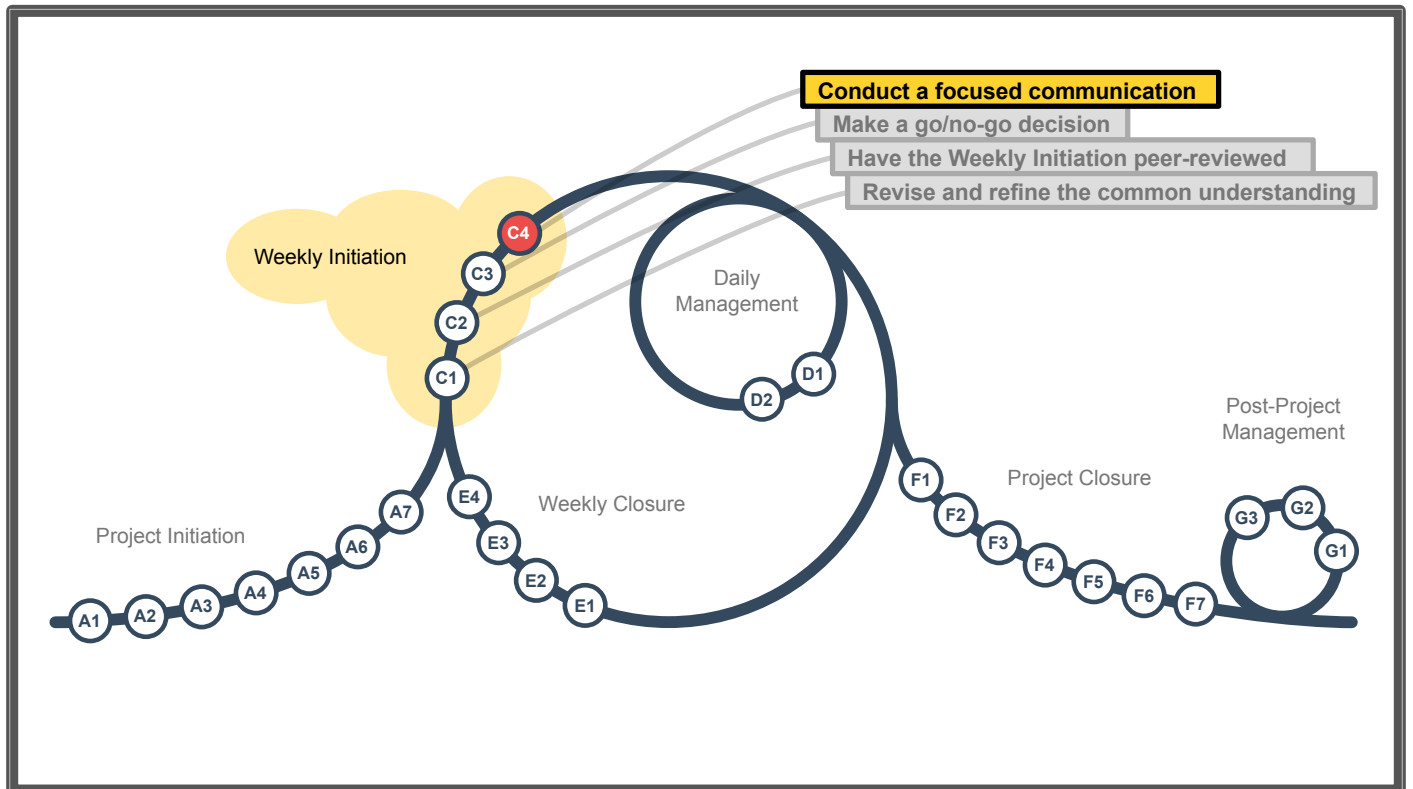 Conduct a focused communication
Make a go/no-go decision
Have the Weekly Initiation peer-reviewed
Revise and refine the common understanding
Weekly Initiation
C4
C3
C2
C1
Daily
Management
D1
D2
Post-Project
Management
G3
G2
G1
Project Closure
F1
F2
F3
F4
F5
F6
F7
Weekly Closure
E4
E3
E2
E1
Project Initiation
A7
A6
A5
A4
A3
A2
A1